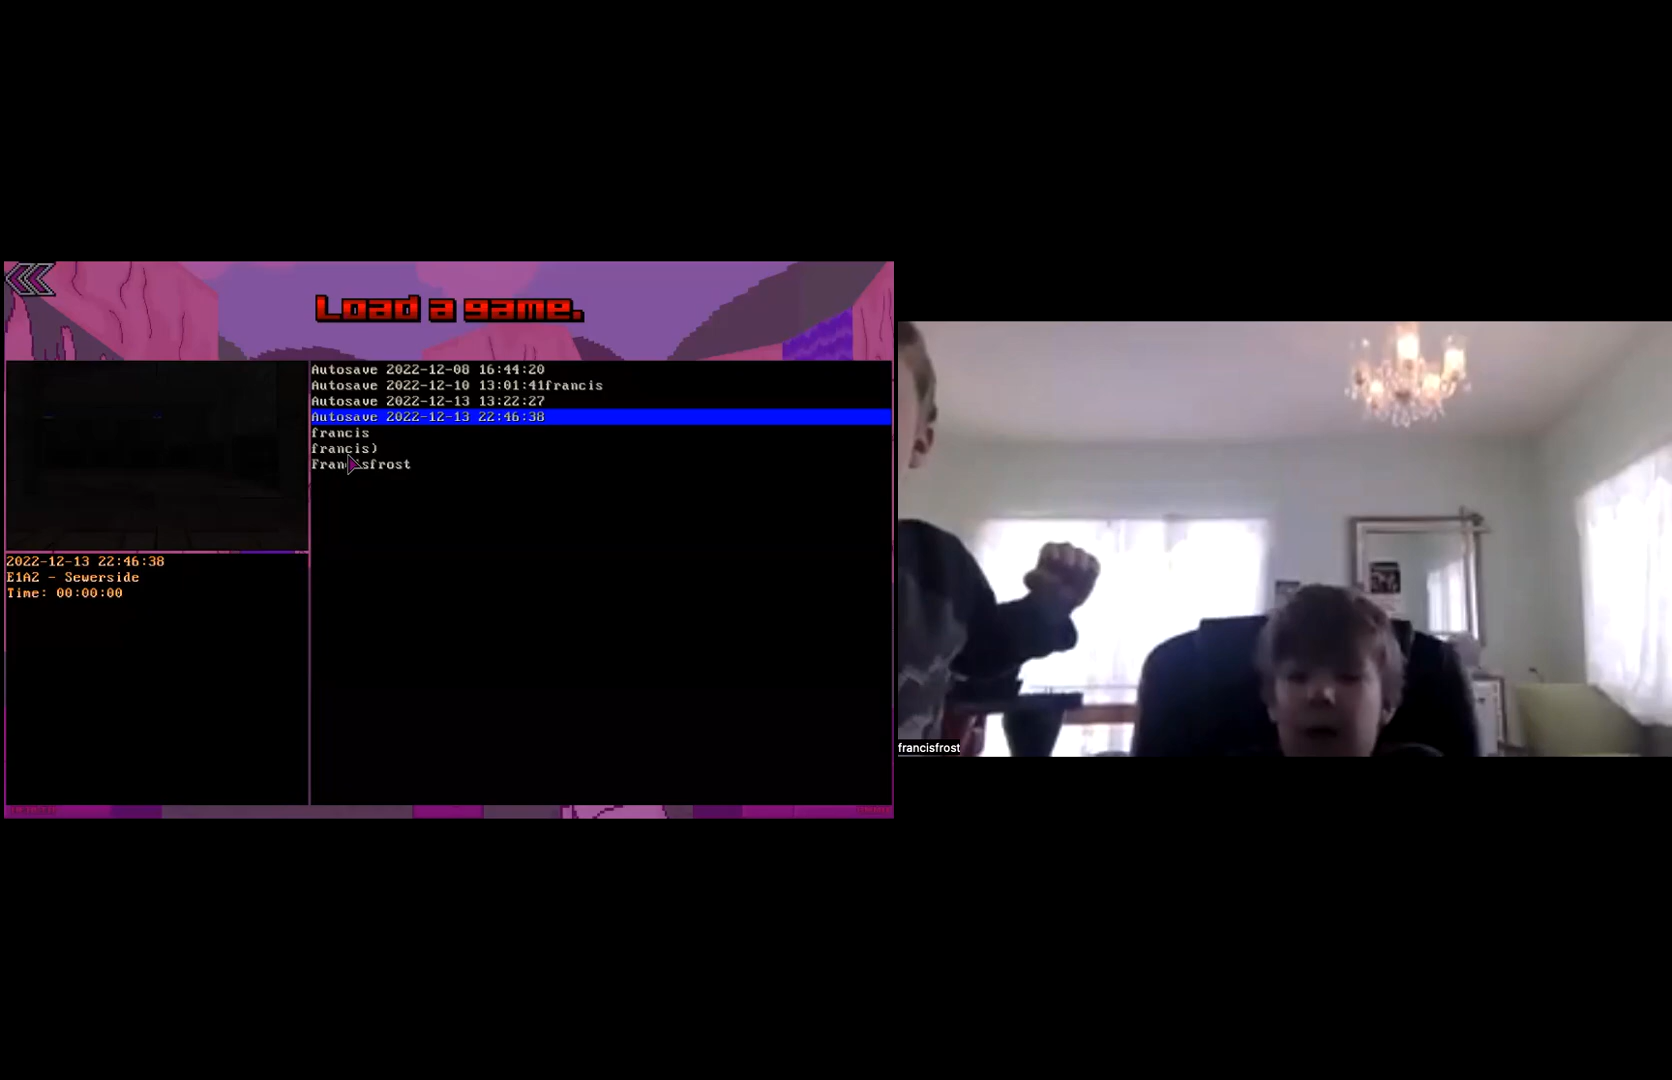 Load a game.
Autosave 2022-12-08 16:44:20
Autosave 2022-12-10 13:01:41francis
Autosave 2022-12-13 13:22:27
Autosave 2022-12-13 22:46:38
francis
francis)
2022-12-13 22:46:38
E1A2 - Sewerside
Time: 00:00:00
francisfrost